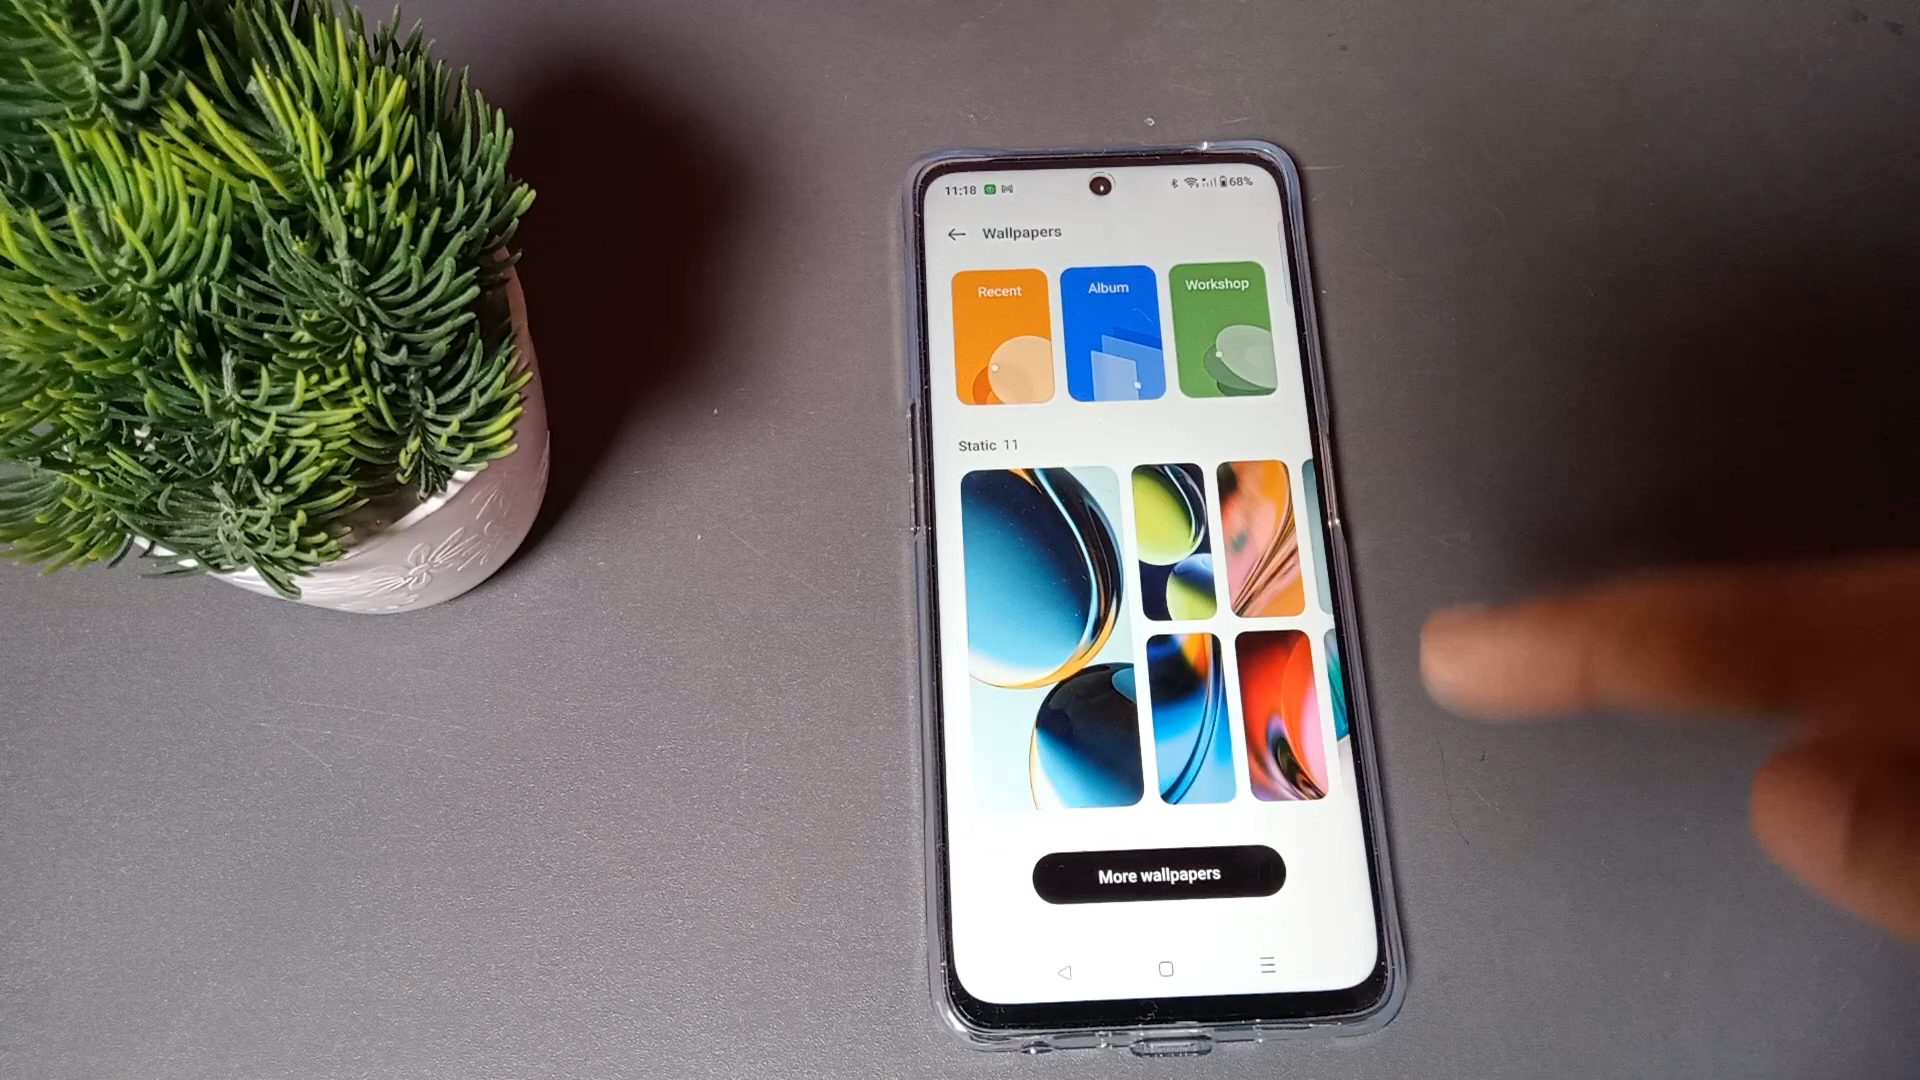 11:18 68%
Wallpapers
Recent Album Workshop
Static 11
More wallpapers